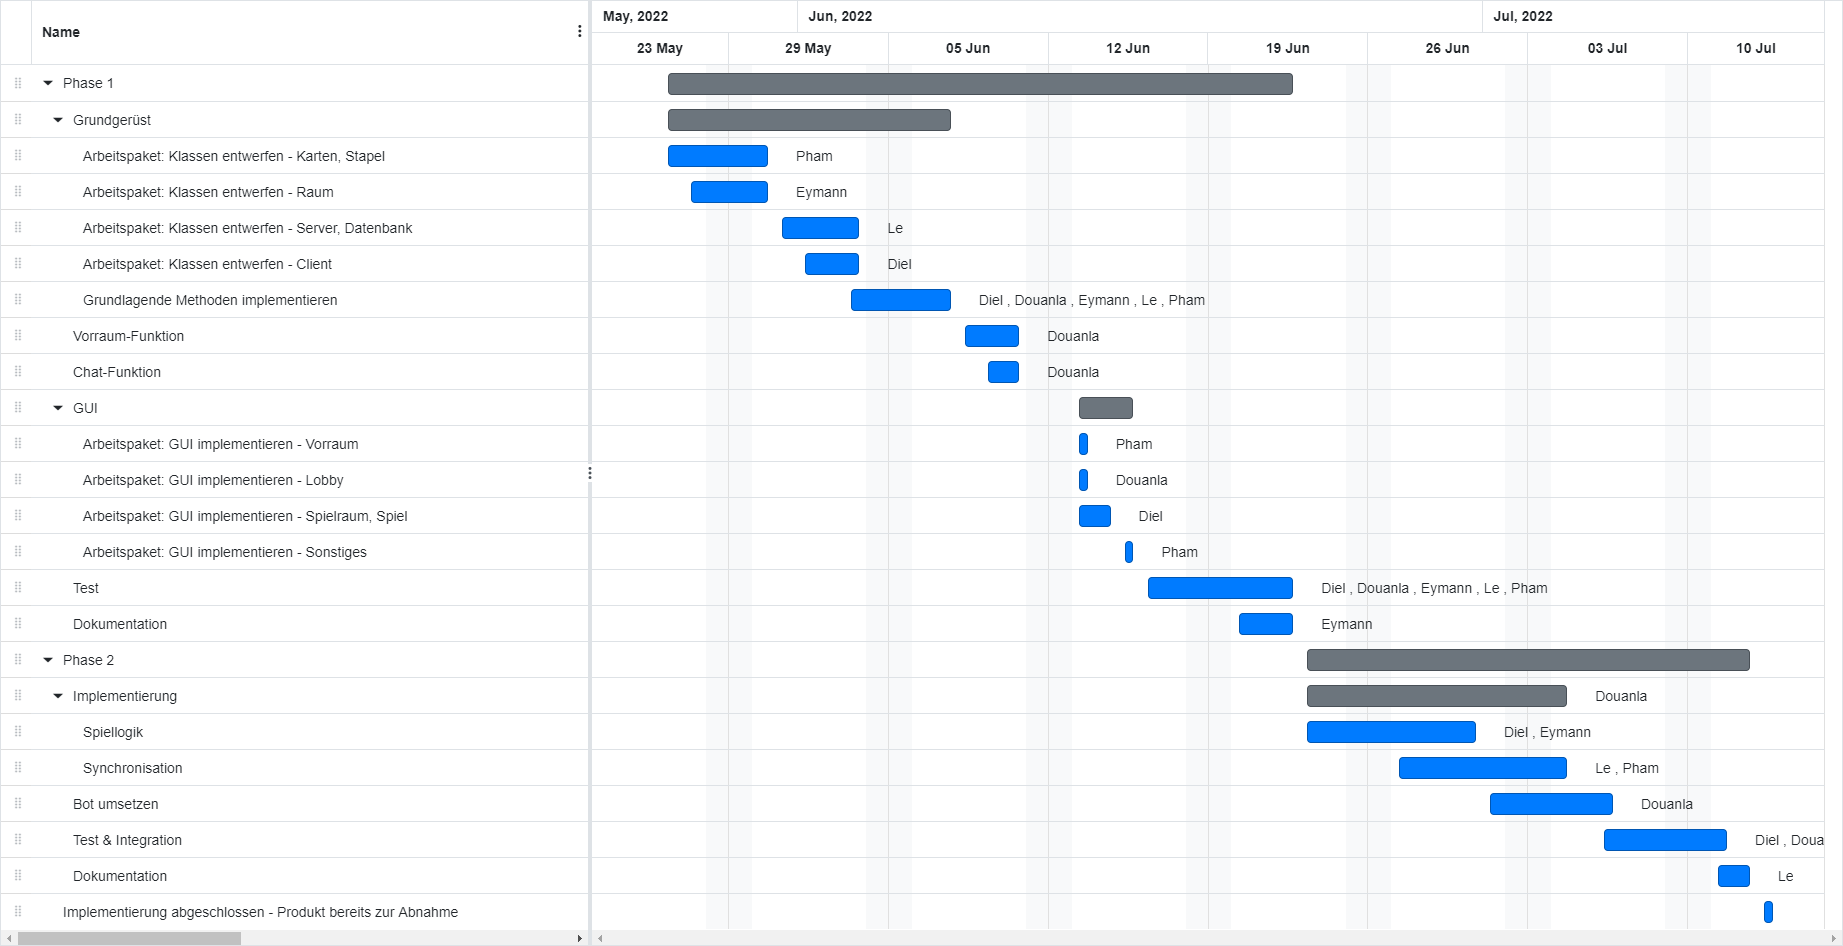 Name
May, 2022 Jun, 2022 Jul, 2022
23 May 29 May 05 Jun 12 Jun 19 Jun 26 Jun 03 Jul 10 Jul
Phase 1
Grundgerüst
Arbeitspaket: Klassen entwerfen - Karten, Stapel Pham
Arbeitspaket: Klassen entwerfen - Raum Eymann
Arbeitspaket: Klassen entwerfen - Server, Datenbank Le
Arbeitspaket: Klassen entwerfen - Client Diel
Grundlagende Methoden implementieren Diel , Douanla , Eymann , Le , Pham
Vorraum-Funktion Douanla
Chat-Funktion Douanla
GUI
Arbeitspaket: GUI implementieren - Vorraum Pham
Arbeitspaket: GUI implementieren - Lobby Douanla
Arbeitspaket: GUI implementieren - Spielraum, Spiel Diel
Arbeitspaket: GUI implementieren - Sonstiges Pham
Test Diel , Douanla , Eymann , Le , Pham
Dokumentation Eymann
Phase 2
Implementierung Douanla
Spiellogik Diel , Eymann
Synchronisation Le , Pham
Bot umsetzen Douanla
Test & Integration Diel , Doua
Dokumentation Le
Implementierung abgeschlossen - Produkt bereits zur Abnahme